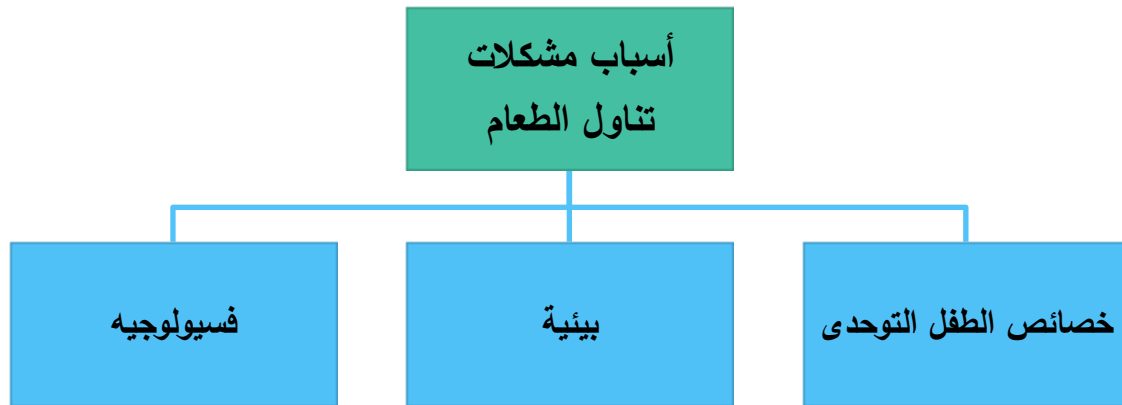 أسباب مشكلات
تناول الطعام
خصائص الطفل التوحدى
بيئية
فسيولوجيه